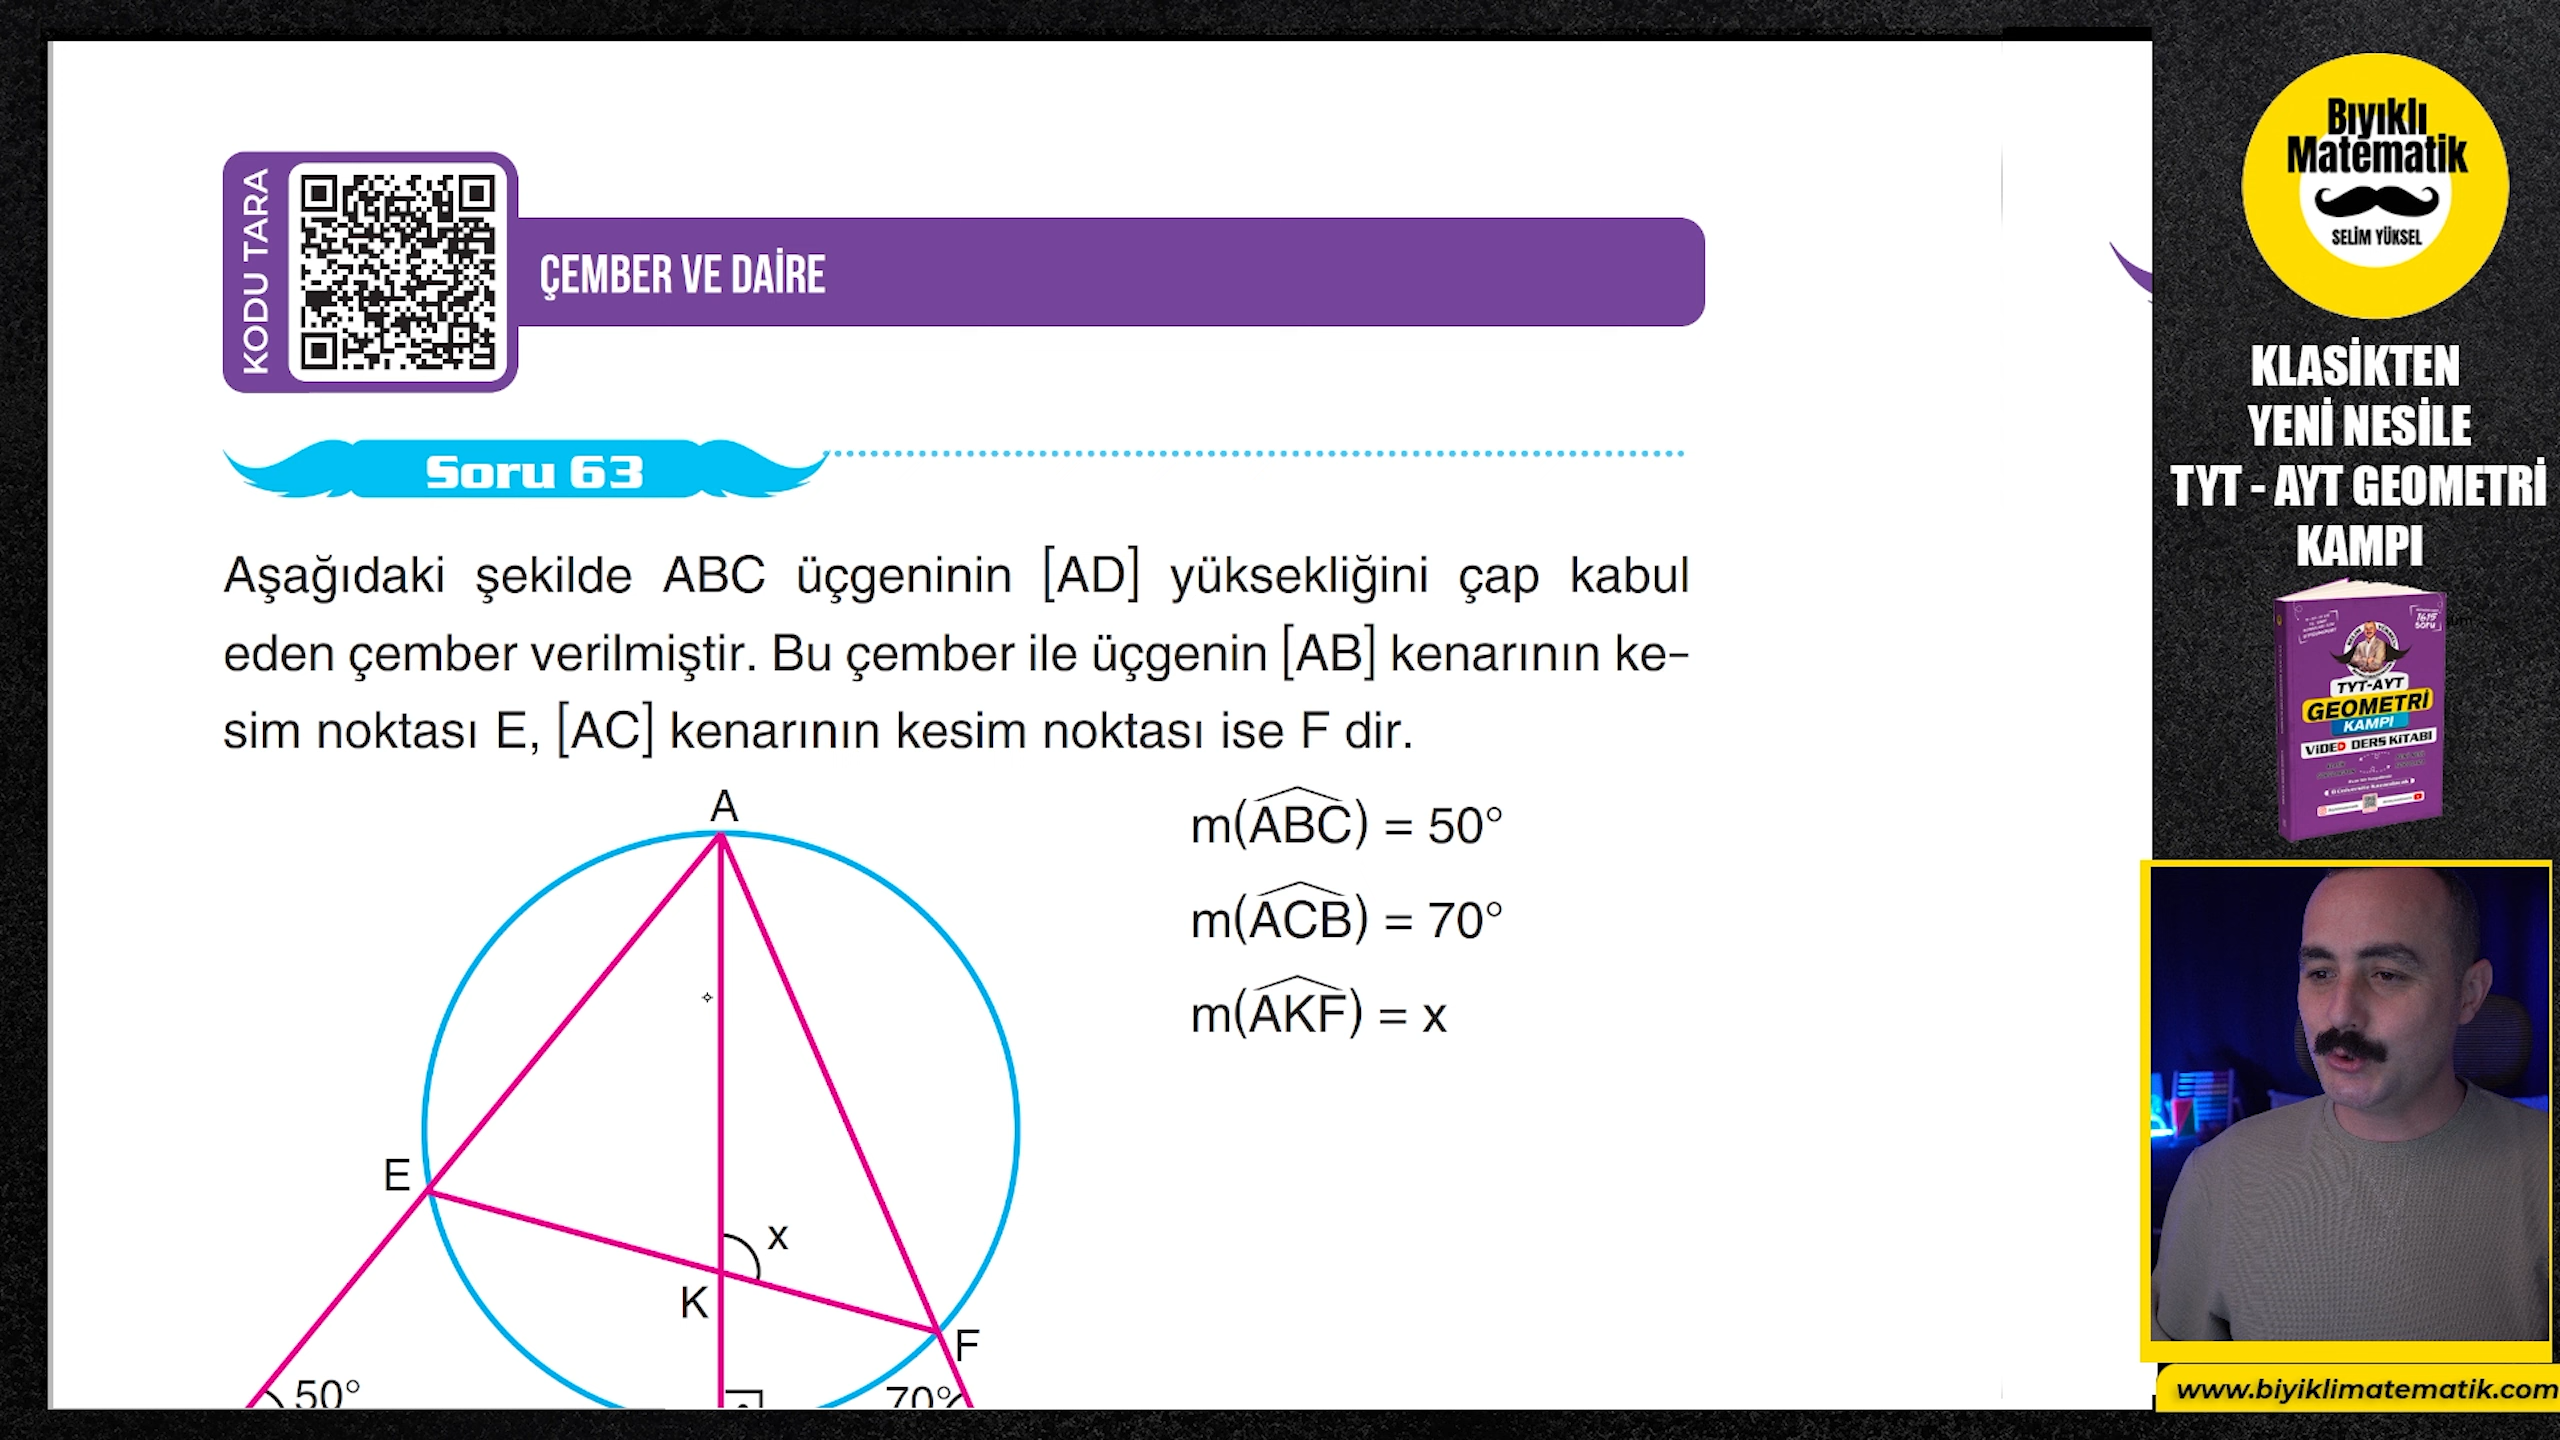 KODU TARA
ÇEMBER VE DAİRE
Soru 63
Aşağıdaki şekilde ABC üçgeninin [AD] yüksekliğini çap kabul
eden çember verilmiştir. Bu çember ile üçgenin [AB] kenarının ke-
sim noktası E, [AC] kenarının kesim noktası ise F dir.
m(ABC) = 50°
m(ACB) = 70°
m(AKF) = x
A
E
x
K
F
50°
70°
Bıyıklı
Matematik
SELİM YÜKSEL
KLASİKTEN
YENİ NESİLE
TYT - AYT GEOMETRİ
KAMPI
1615
soru
TYT-AYT
GEOMETRİ
KAMPI
VİDEO DERS KİTABI
www.biyiklimatematik.com